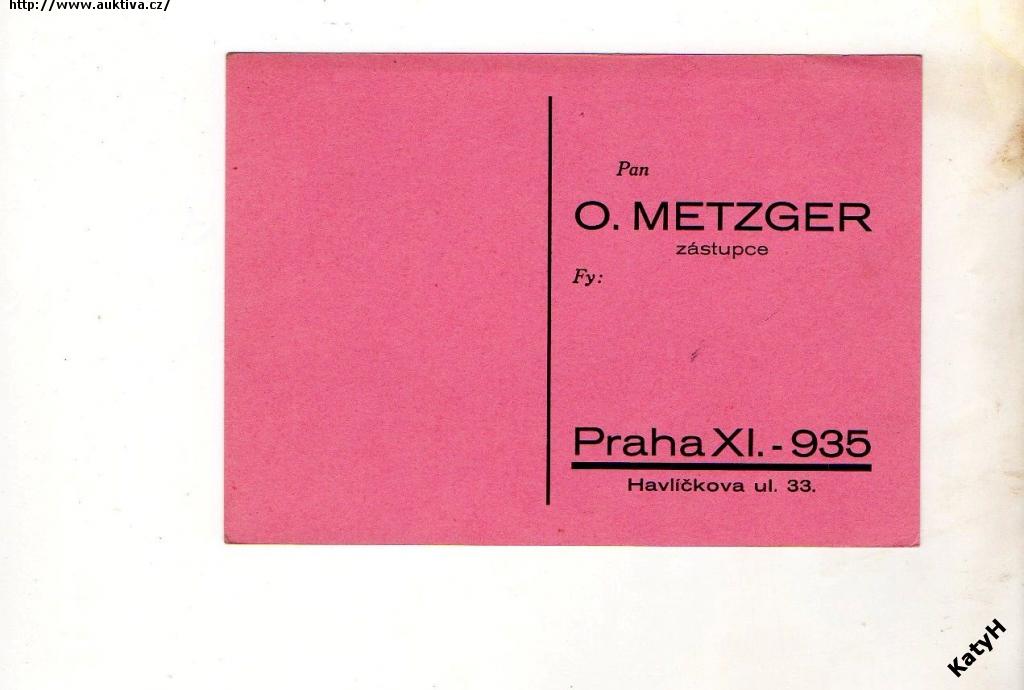 http://www.auktiva.cz/
Pan
O. METZGER
zástupce
Fy:
Praha XI. - 935
Havlíčkova ul. 33.
KatyH